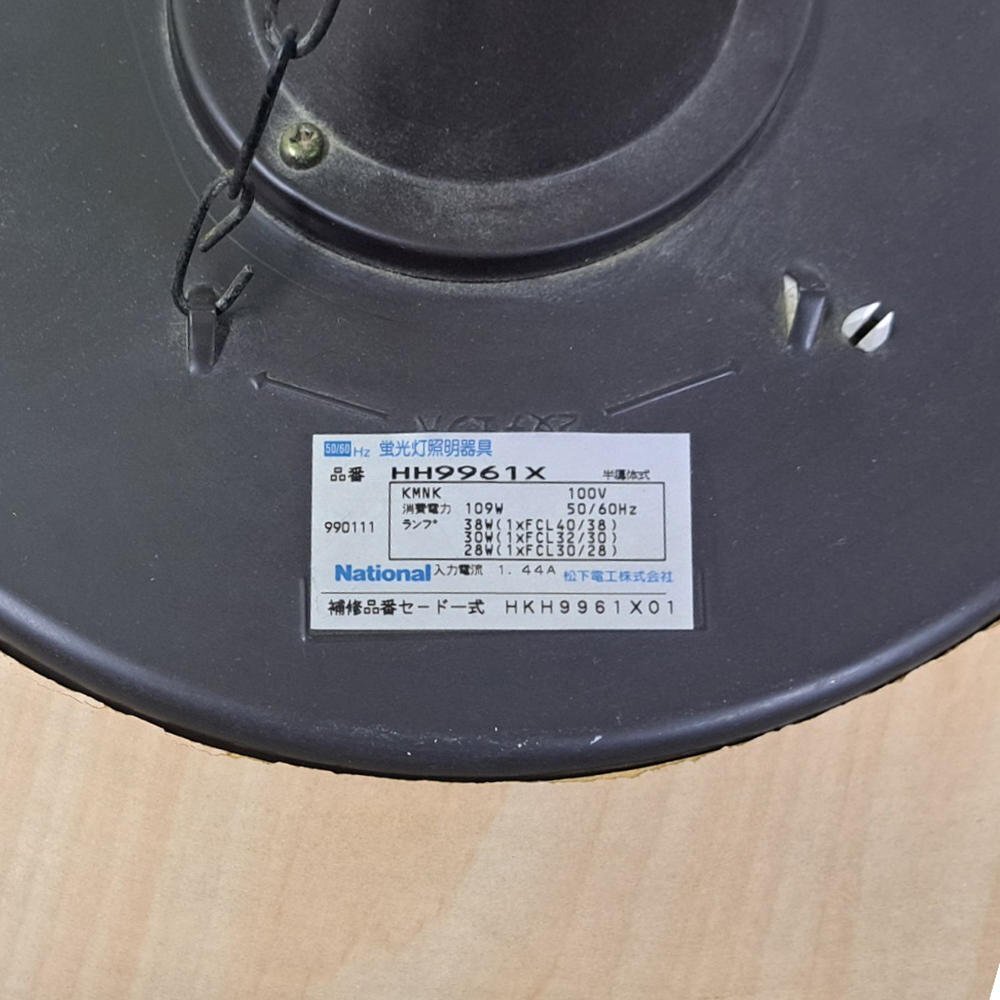 50/60 Hz 蛍光灯照明器具
品番 HH9961X 半導体式
KMNK 100V
消費電力 109W 50/60Hz
990111 ランプ 38W(1xFCL40/38)
30W(1xFCL32/30)
28W(1xFCL30/28)
National 入力電流 1.44A 松下電工株式会社
補修品番セード一式 HKH9961X01